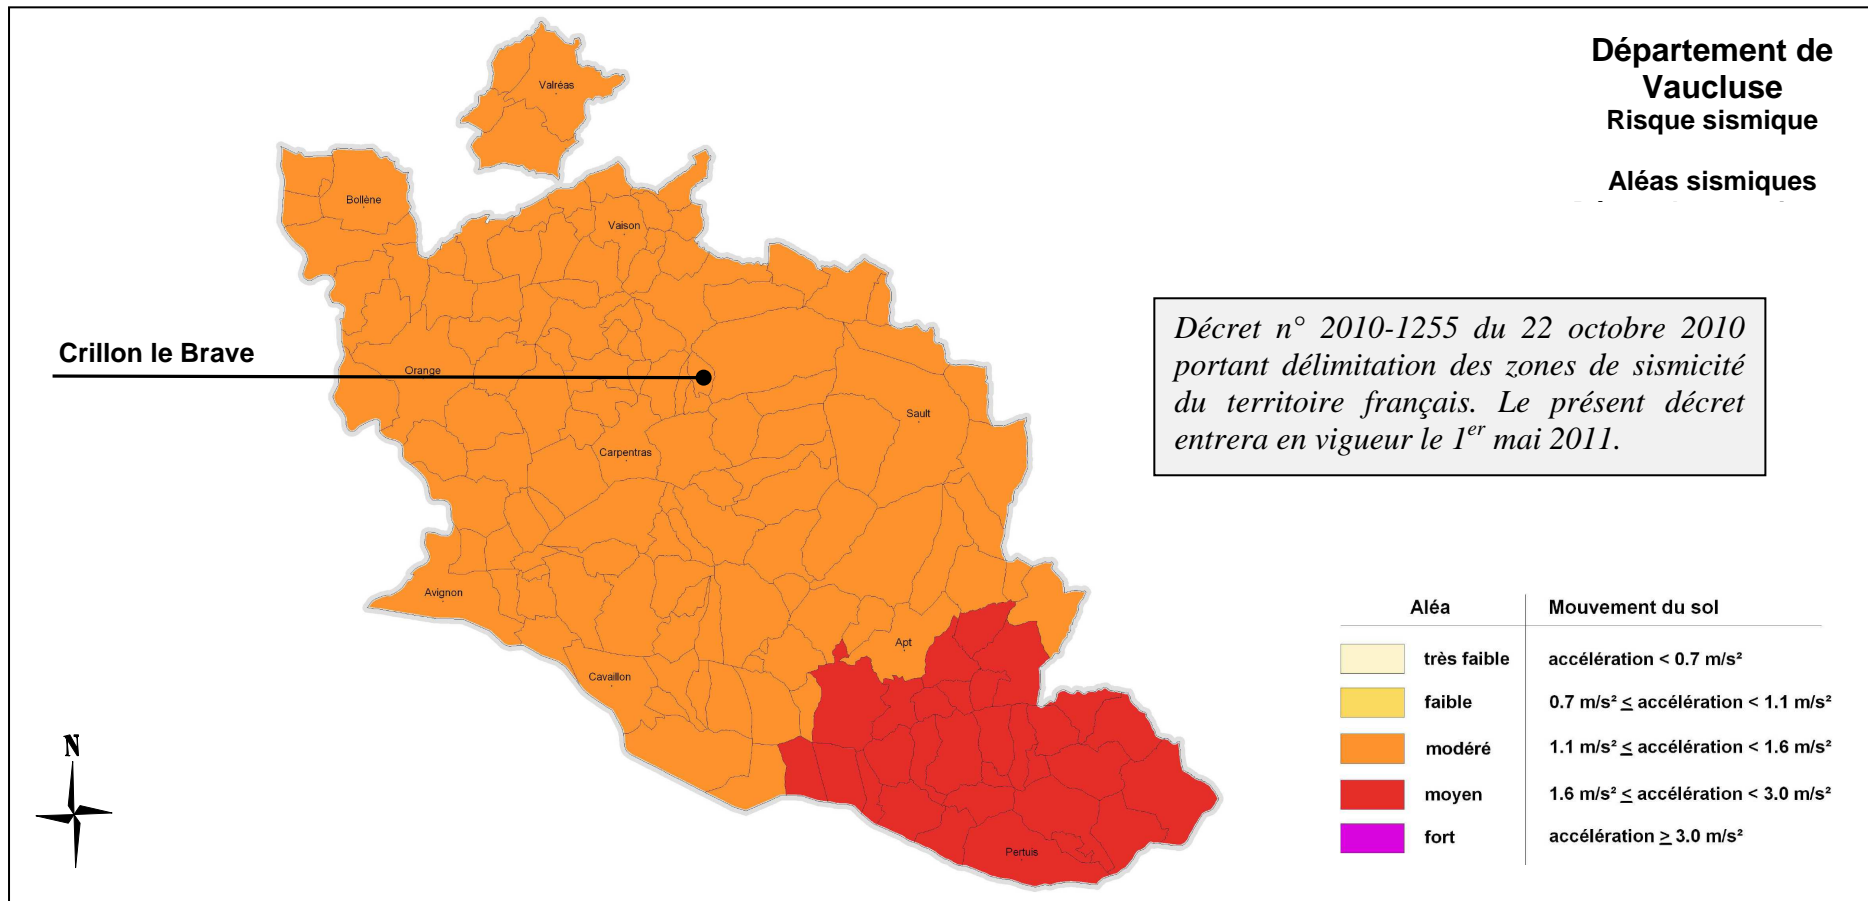 Département de
Vaucluse
Risque sismique
Aléas sismiques
Valréas
Bollène
Vaison
Crillon le Brave
Orange
Sault
Carpentras
Avignon
Apt
Cavaillon
Pertuis
N
Décret n° 2010-1255 du 22 octobre 2010
portant délimitation des zones de sismicité
du territoire français. Le présent décret
entrera en vigueur le 1er mai 2011.
Aléa Mouvement du sol
très faible accélération < 0.7 m/s²
faible 0.7 m/s² ≤ accélération < 1.1 m/s²
modéré 1.1 m/s² ≤ accélération < 1.6 m/s²
moyen 1.6 m/s² ≤ accélération < 3.0 m/s²
fort accélération ≥ 3.0 m/s²